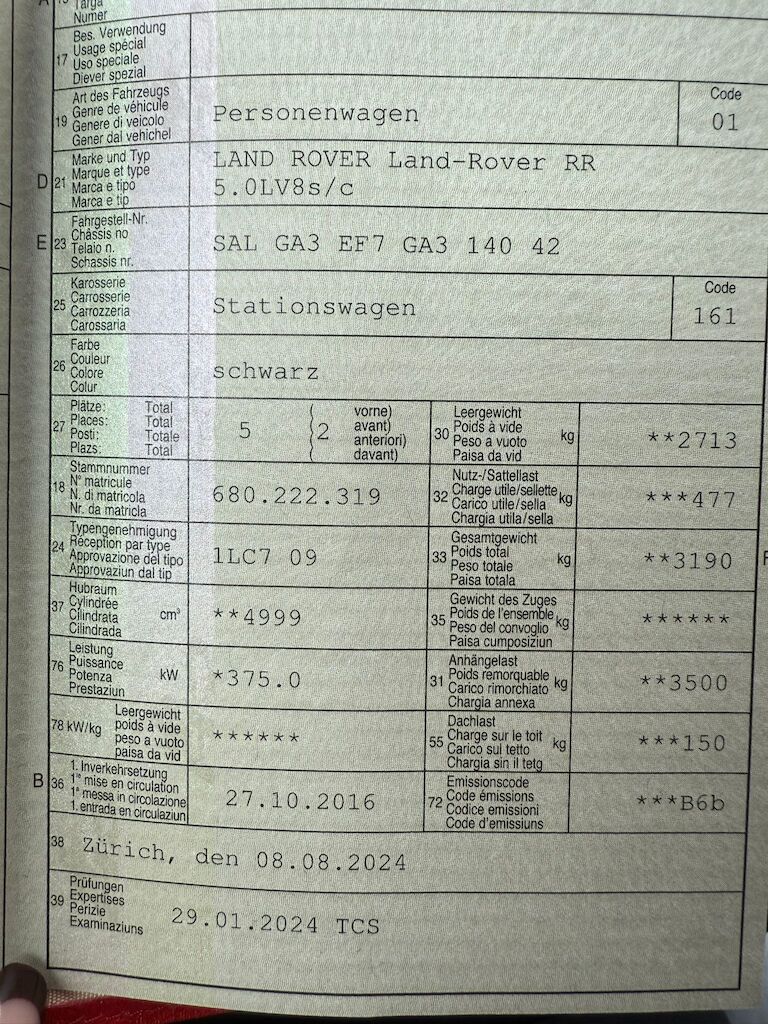 A 15 Targa
Numer
17 Bes. Verwendung
Usage spécial
Uso speciale
Diever spezial
19 Art des Fahrzeugs
Genre de véhicule
Genere di veicolo
Gener dal vehichel
Personenwagen
Code
01
D 21 Marke und Typ
Marque et type
Marca e tipo
Marca e tip
LAND ROVER Land-Rover RR
5.0LV8s/c
E 23 Fahrgestell-Nr.
Châssis no
Telaio n.
Schassis nr.
SAL GA3 EF7 GA3 140 42
25 Karosserie
Carrosserie
Carrozzeria
Carossaria
Stationswagen
Code
161
26 Farbe
Couleur
Colore
Colur
schwarz
27 Plätze: Total
Places: Total
Posti: Totale
Plazs: Total
5 ( 2 vorne)
avant)
anteriori)
davant)
30 Leergewicht
Poids à vide
Peso a vuoto
Paisa da vid
kg
**2713
18 Stammnummer
N° matricule
N. di matricola
Nr. da matricla
680.222.319
32 Nutz-/Sattellast
Charge utile/sellette
Carico utile/sella
Chargia utila/sella
kg
***477
24 Typengenehmigung
Réception par type
Approvazione del tipo
Approvaziun dal tip
1LC7 09
33 Gesamtgewicht
Poids total
Peso totale
Paisa totala
kg
**3190
F
37 Hubraum
Cylindrée
Cilindrata
Cilindrada
cm³
**4999
35 Gewicht des Zuges
Poids de l'ensemble
Peso del convoglio
Paisa cumposiziun
kg
******
76 Leistung
Puissance
Potenza
Prestaziun
kW
*375.0
31 Anhängelast
Poids remorquable
Carico rimorchiato
Chargia annexa
kg
**3500
78 kW/kg Leergewicht
poids à vide
peso a vuoto
paisa da vid
******
55 Dachlast
Charge sur le toit
Carico sul tetto
Chargia sin il tetg
kg
***150
B 36 1. Inverkehrsetzung
1re mise en circulation
1a messa in circolazione
1. entrada en circulaziun
27.10.2016
72 Emissionscode
Code émissions
Codice emissioni
Code d'emissiuns
***B6b
38 Zürich, den 08.08.2024
39 Prüfungen
Expertises
Perizie
Examinaziuns
29.01.2024 TCS